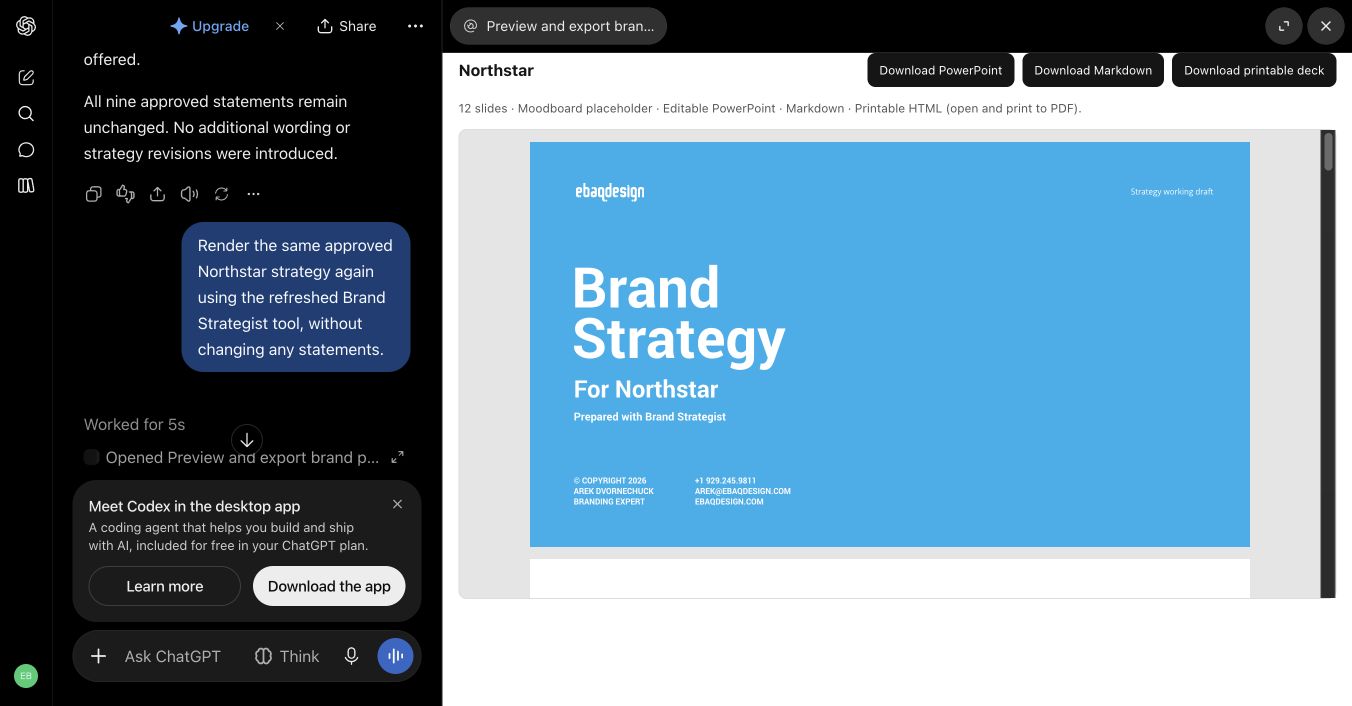 Upgrade
Share
offered.
All nine approved statements remain
unchanged. No additional wording or
strategy revisions were introduced.
Render the same approved
Northstar strategy again
using the refreshed Brand
Strategist tool, without
changing any statements.
Worked for 5s
Opened Preview and export brand p...
Meet Codex in the desktop app
A coding agent that helps you build and ship
with AI, included for free in your ChatGPT plan.
Learn more
Download the app
Ask ChatGPT
Think
EB
Preview and export bran...
Northstar
Download PowerPoint
Download Markdown
Download printable deck
12 slides · Moodboard placeholder · Editable PowerPoint · Markdown · Printable HTML (open and print to PDF).
ebaqdesign
Strategy working draft
Brand
Strategy
For Northstar
Prepared with Brand Strategist
© COPYRIGHT 2026
AREK DVORNECHUCK
BRANDING EXPERT
+1 929.245.9811
AREK@EBAQDESIGN.COM
EBAQDESIGN.COM